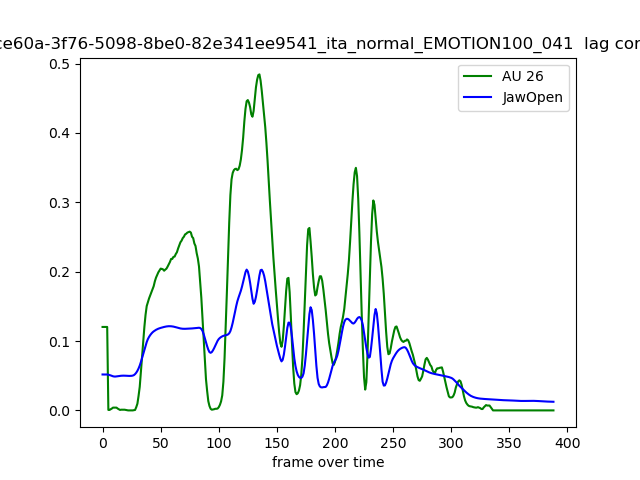 ce60a-3f76-5098-8be0-82e341ee9541_ita_normal_EMOTION100_041 lag cor
AU 26
JawOpen
0.5
0.4
0.3
0.2
0.1
0.0
0 50 100 150 200 250 300 350 400
frame over time